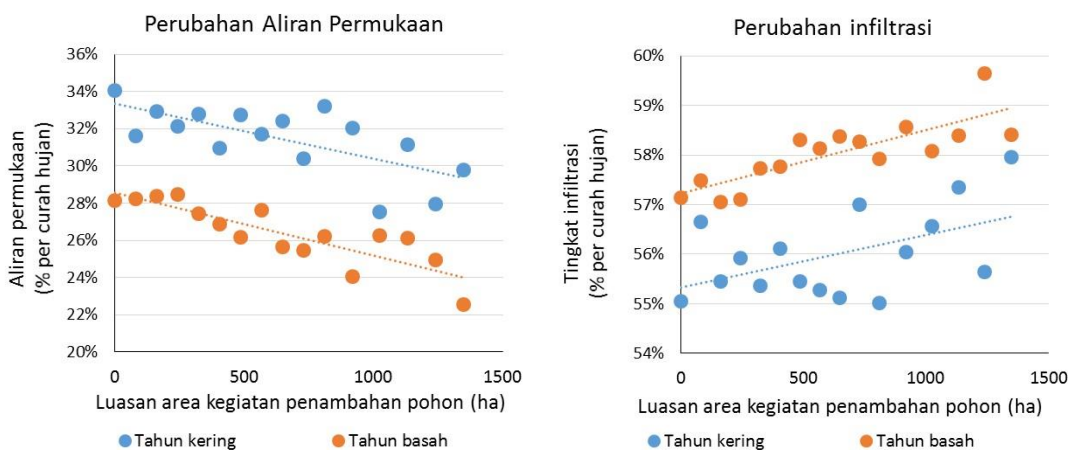 Perubahan Aliran Permukaan
Aliran permukaan
(% per curah hujan)
36%
34%
32%
30%
28%
26%
24%
22%
20%
0
500
1000
1500
Luasan area kegiatan penambahan pohon (ha)
Tahun kering
Tahun basah
Perubahan infiltrasi
Tingkat infiltrasi
(% per curah hujan)
60%
59%
58%
57%
56%
55%
54%
0
500
1000
1500
Luasan area kegiatan penambahan pohon (ha)
Tahun kering
Tahun basah